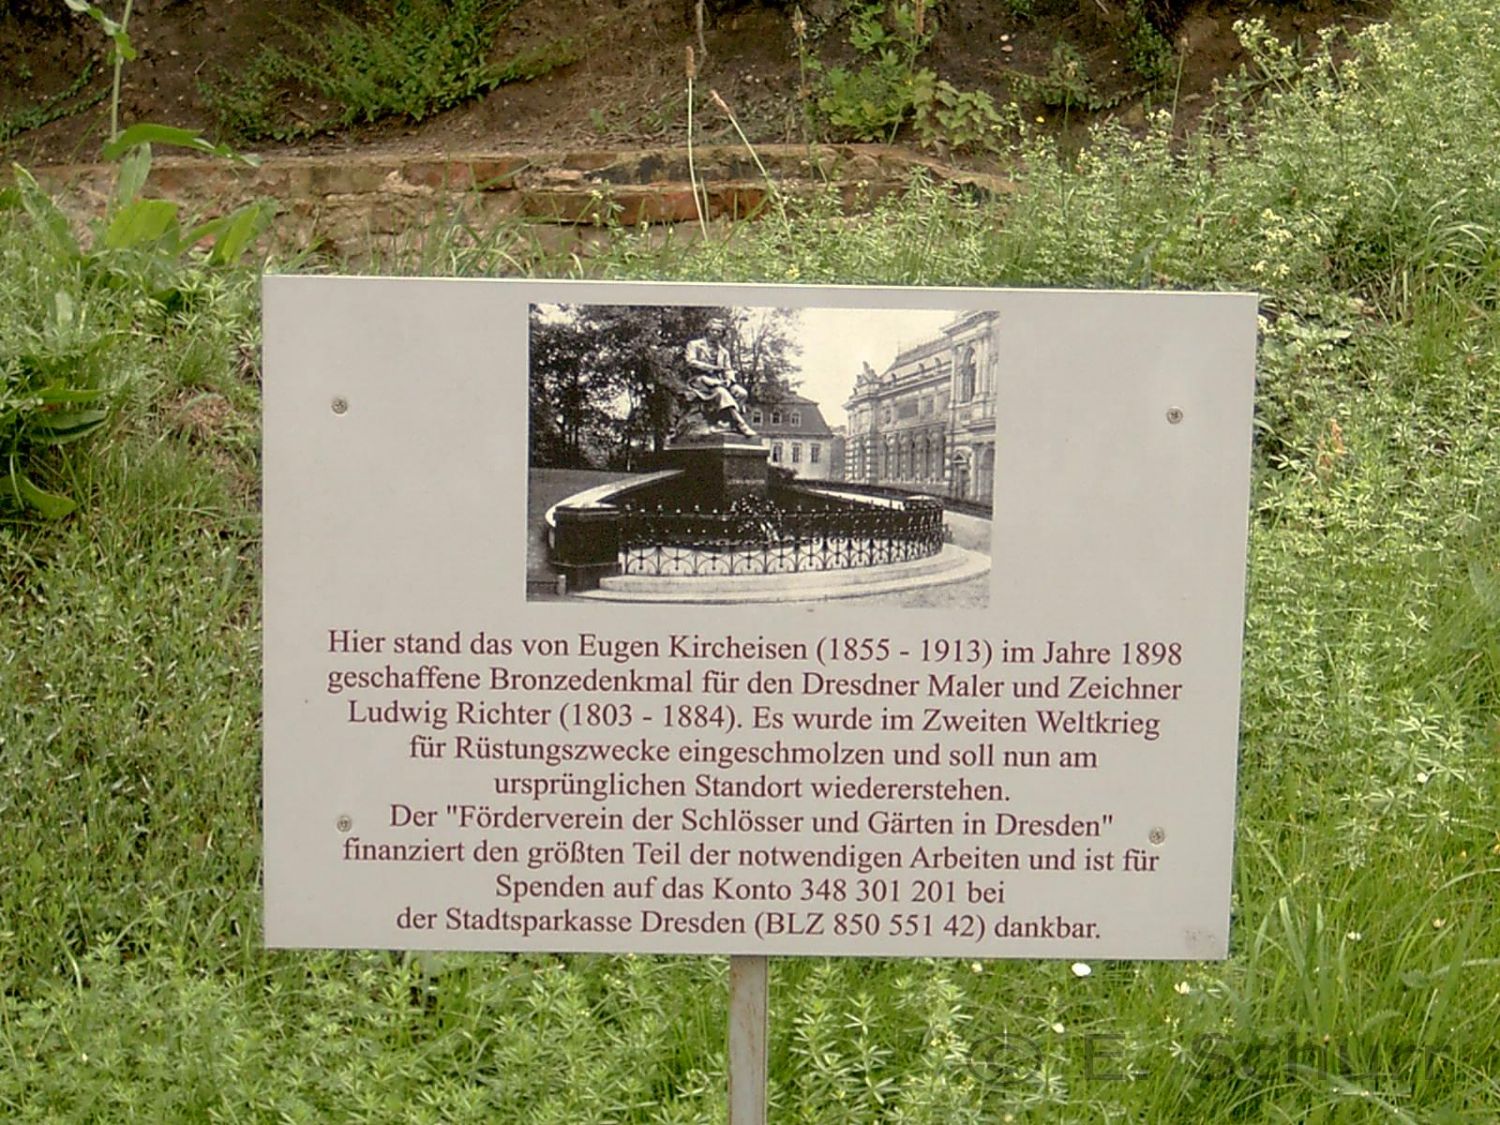 Hier stand das von Eugen Kircheisen (1855 - 1913) im Jahre 1898
geschaffene Bronzedenkmal für den Dresdner Maler und Zeichner
Ludwig Richter (1803 - 1884). Es wurde im Zweiten Weltkrieg
für Rüstungszwecke eingeschmolzen und soll nun am
ursprünglichen Standort wiedererstehen.
Der "Förderverein der Schlösser und Gärten in Dresden"
finanziert den größten Teil der notwendigen Arbeiten und ist für
Spenden auf das Konto 348 301 201 bei
der Stadtsparkasse Dresden (BLZ 850 551 42) dankbar.
© E. Schurr